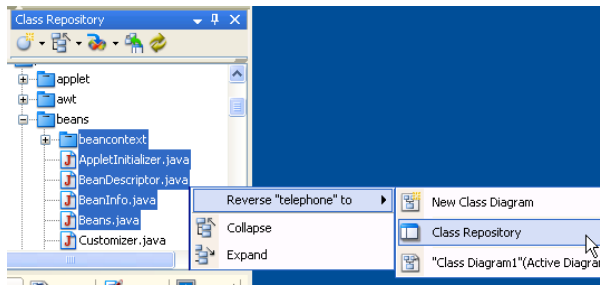 Class Repository
applet
awt
beans
beancontext
AppletInitializer.java
BeanDescriptor.java
BeanInfo.java
Beans.java
Customizer.java
Reverse "telephone" to
Collapse
Expand
New Class Diagram
Class Repository
"Class Diagram1"(Active Diagra